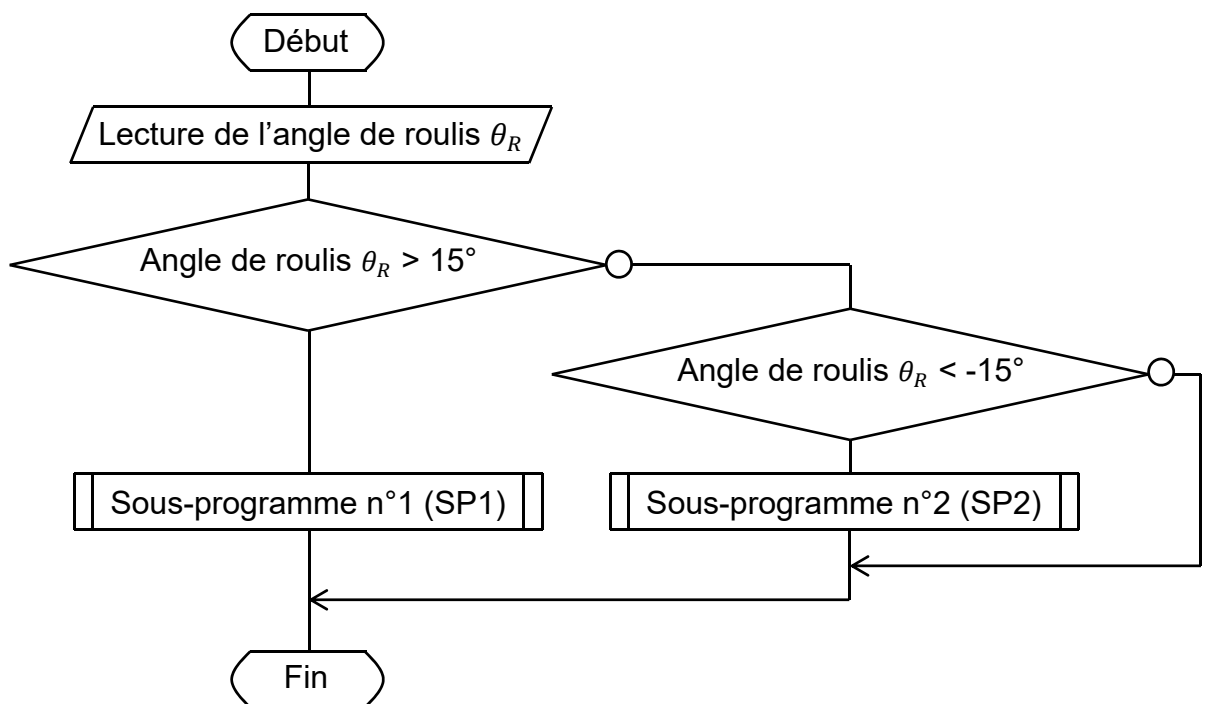 Début
Lecture de l’angle de roulis θ_R
Angle de roulis θ_R > 15°
Angle de roulis θ_R < -15°
Sous-programme n°1 (SP1)
Sous-programme n°2 (SP2)
Fin